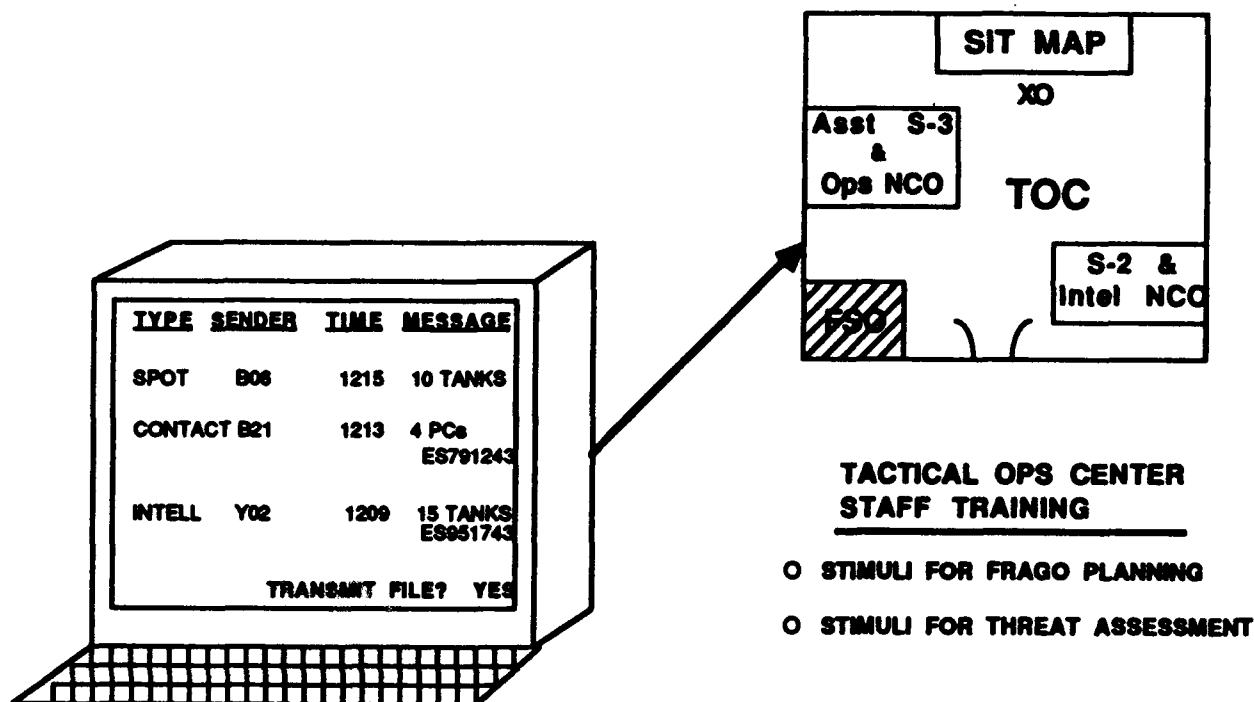 TYPE SENDER TIME MESSAGE
SPOT B06 1215 10 TANKS
CONTACT B21 1213 4 PCs
ES791243
INTELL Y02 1209 15 TANKS
ES951743
TRANSMIT FILE? YES
SIT MAP
XO
Asst S-3
&
Ops NCO
TOC
S-2 &
Intel NCO
FSO
TACTICAL OPS CENTER
STAFF TRAINING
O STIMULI FOR FRAGO PLANNING
O STIMULI FOR THREAT ASSESSMENT